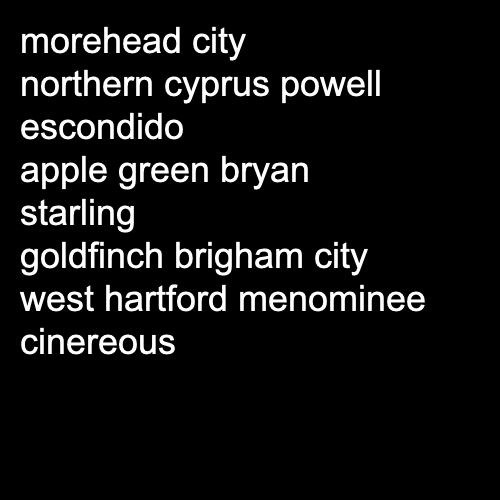 morehead city
northern cyprus powell
escondido
apple green bryan
starling
goldfinch brigham city
west hartford menominee
cinereous